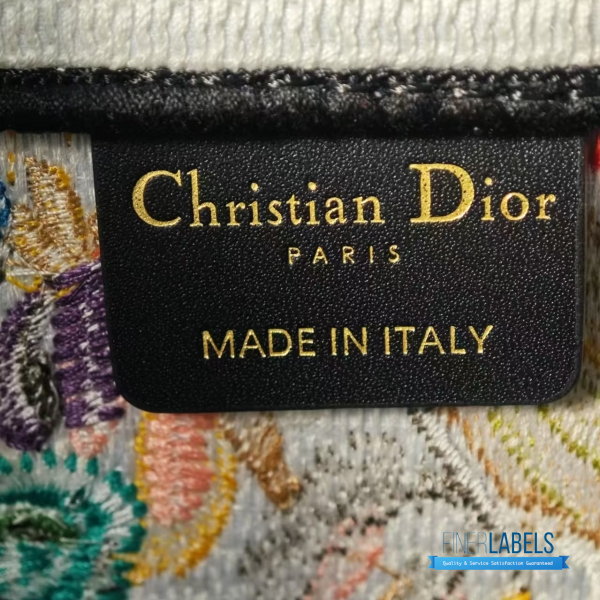 Christian Dior
PARIS
MADE IN ITALY
FINERLABELS
Quality & Service Satisfaction Guaranteed